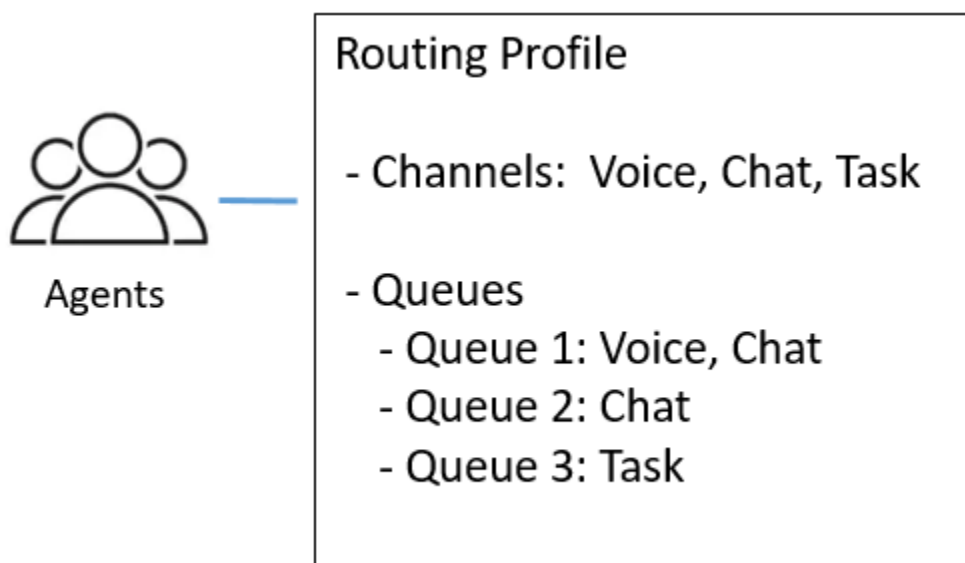 Routing Profile
- Channels:  Voice, Chat, Task
Agents
- Queues
- Queue 1: Voice, Chat
- Queue 2: Chat
- Queue 3: Task